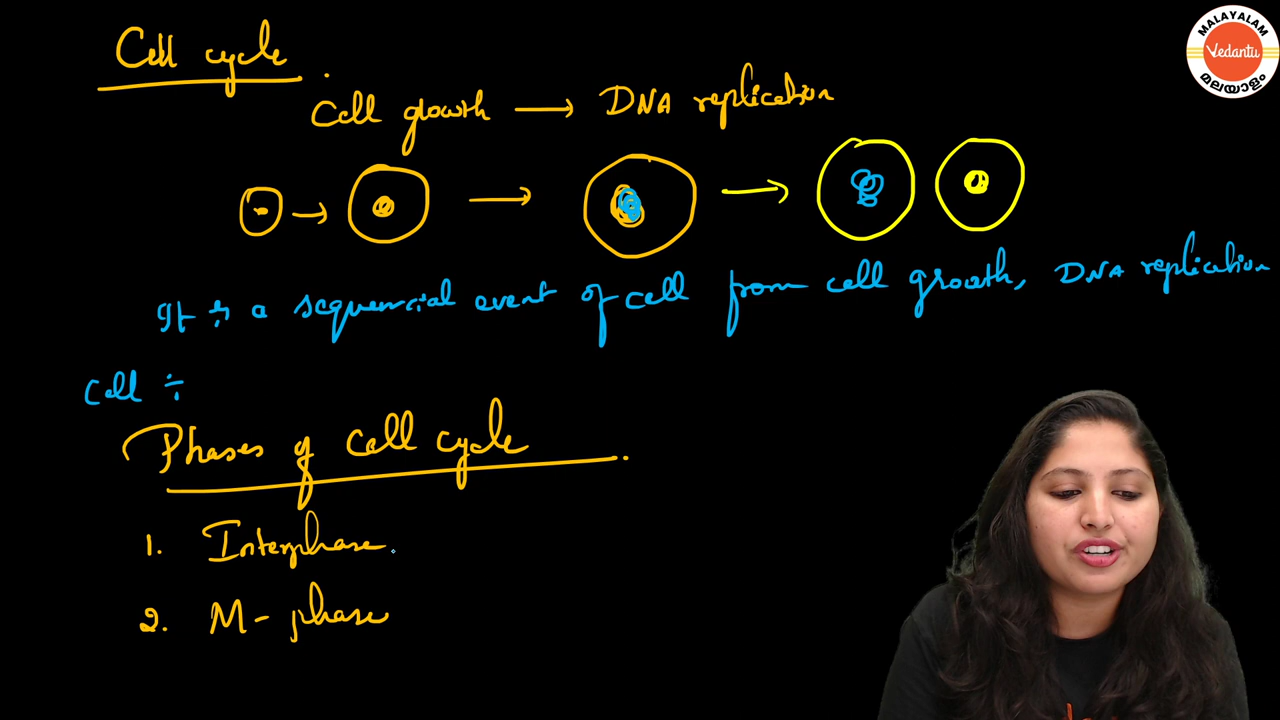 Cell cycle.
Cell growth → DNA replication
It is a sequencial event of cell from cell growth, DNA replication
Cell ÷
Phases of cell cycle.
1. Interphase.
2. M - phase
MALAYALAM
Vedantu
മലയാളം